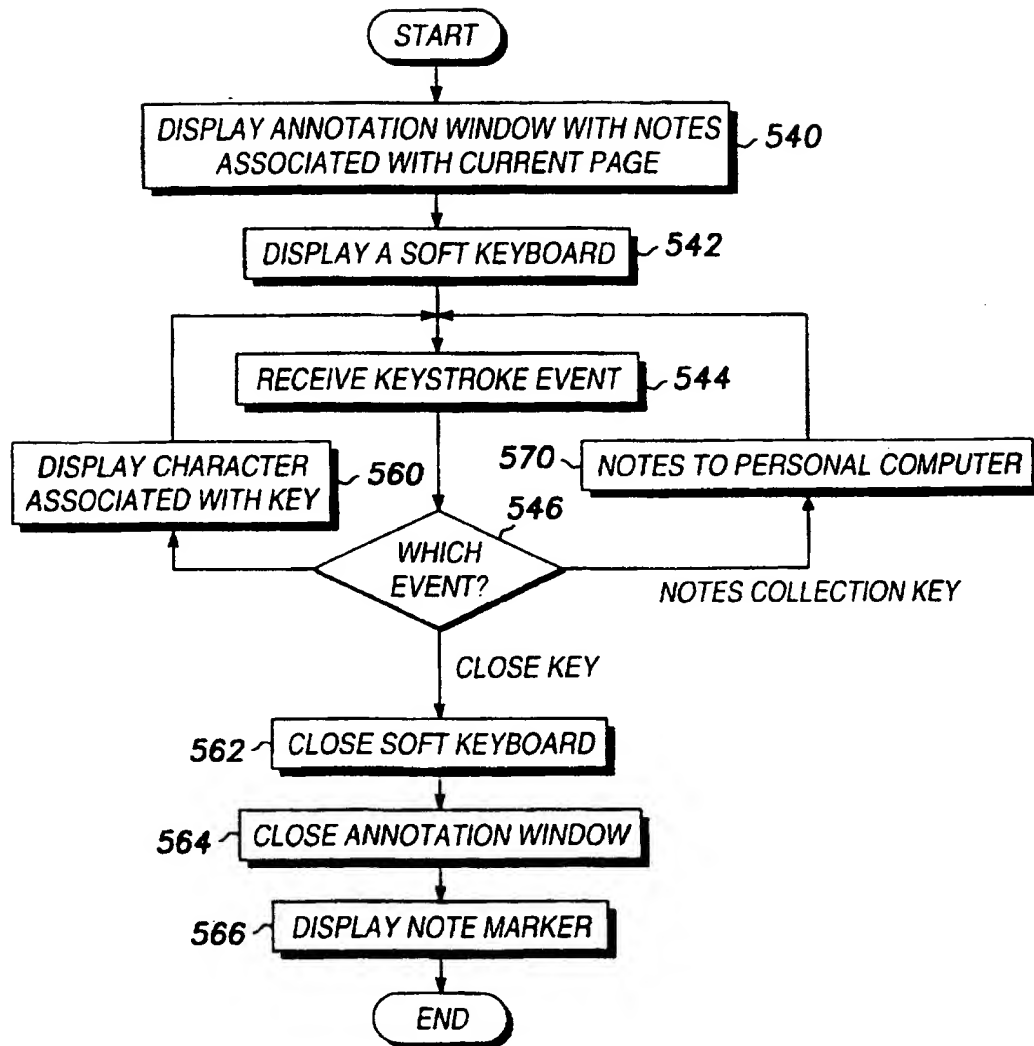 START
DISPLAY ANNOTATION WINDOW WITH NOTES
ASSOCIATED WITH CURRENT PAGE
540
DISPLAY A SOFT KEYBOARD
542
RECEIVE KEYSTROKE EVENT
544
DISPLAY CHARACTER
ASSOCIATED WITH KEY
560
570
NOTES TO PERSONAL COMPUTER
546
WHICH
EVENT?
NOTES COLLECTION KEY
CLOSE KEY
562
CLOSE SOFT KEYBOARD
564
CLOSE ANNOTATION WINDOW
566
DISPLAY NOTE MARKER
END